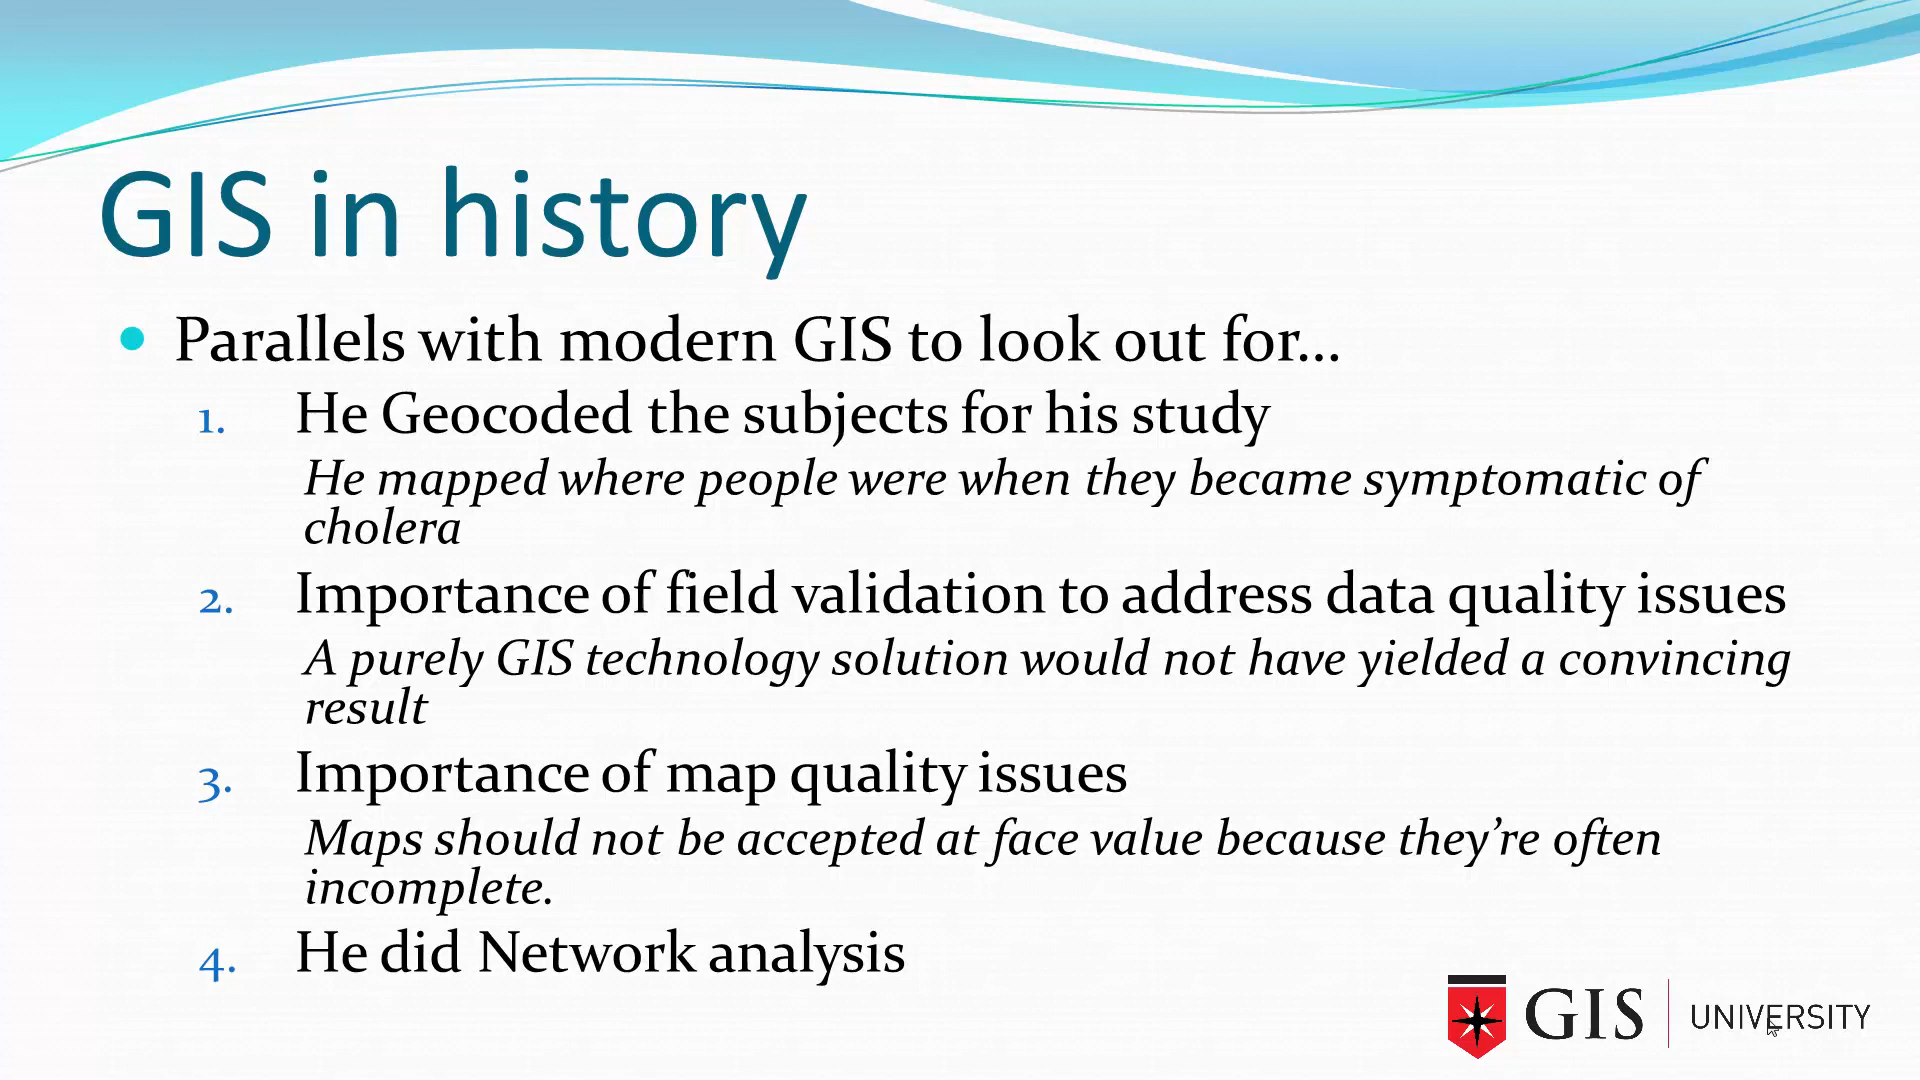 GIS in history
• Parallels with modern GIS to look out for...
1. He Geocoded the subjects for his study
He mapped where people were when they became symptomatic of
cholera
2. Importance of field validation to address data quality issues
A purely GIS technology solution would not have yielded a convincing
result
3. Importance of map quality issues
Maps should not be accepted at face value because they’re often
incomplete.
4. He did Network analysis
GIS UNIVERSITY